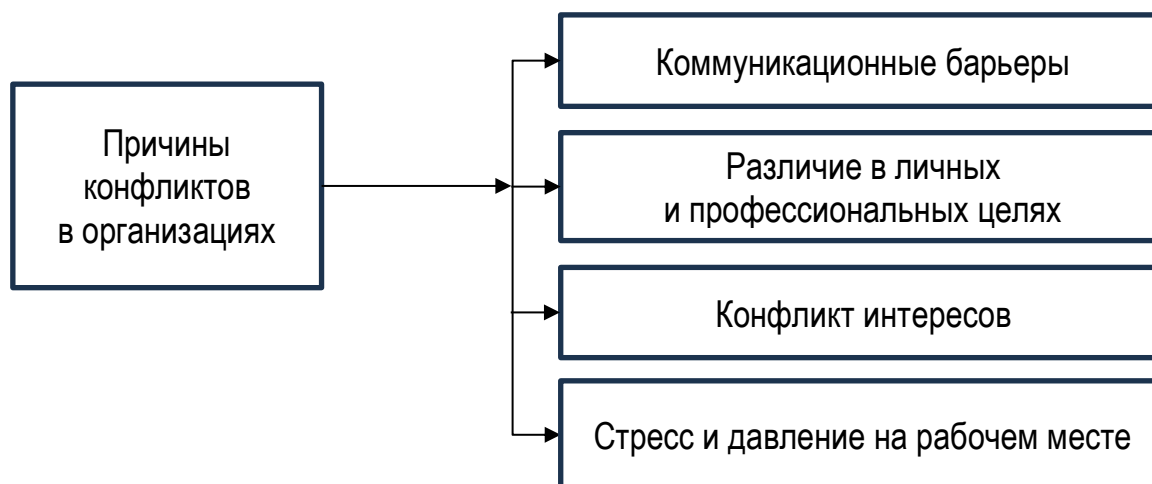 Причины
конфликтов
в организациях
Коммуникационные барьеры
Различие в личных
и профессиональных целях
Конфликт интересов
Стресс и давление на рабочем месте